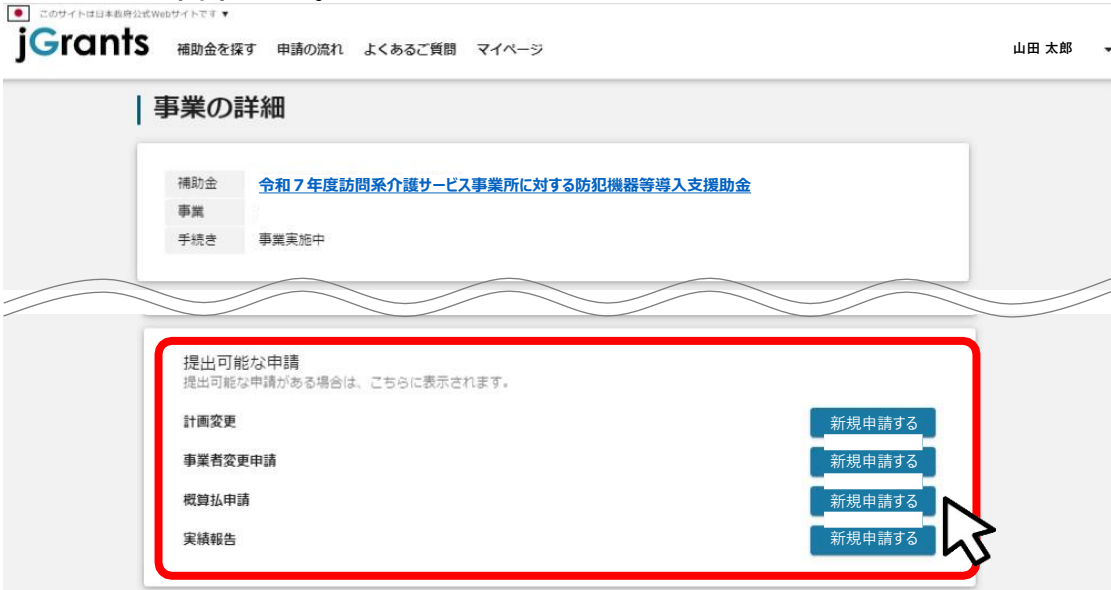 このサイトは日本政府公式Webサイトです ▼
jGrants 補助金を探す 申請の流れ よくあるご質問 マイページ 山田 太郎
事業の詳細
補助金 令和７年度訪問系介護サービス事業所に対する防犯機器等導入支援助金
事業
手続き 事業実施中
提出可能な申請
提出可能な申請がある場合は、こちらに表示されます。
計画変更 新規申請する
事業者変更申請 新規申請する
概算払申請 新規申請する
実績報告 新規申請する